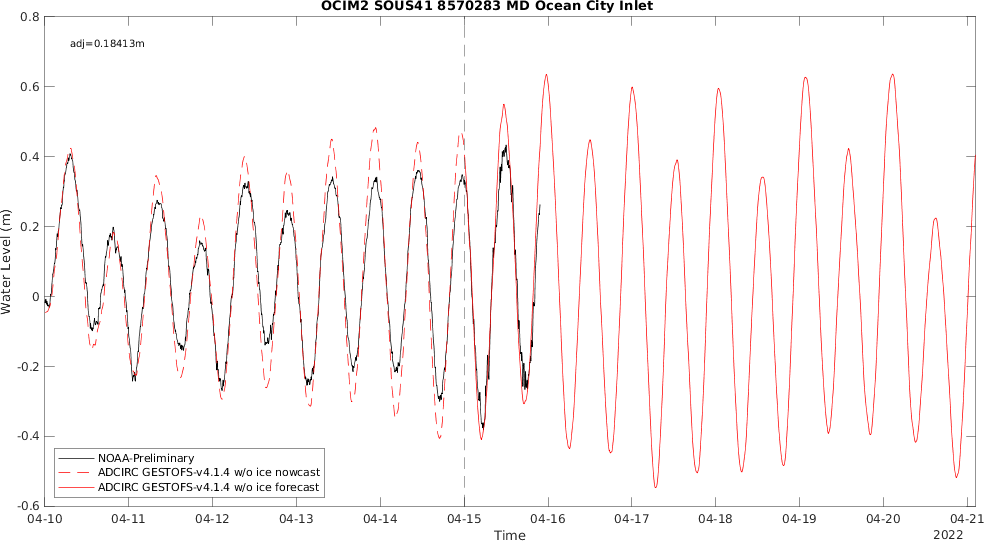 OCIM2 SOUS41 8570283 MD Ocean City Inlet
adj=0.18413m
0.8
0.6
0.4
0.2
0
-0.2
-0.4
-0.6
Water Level (m)
NOAA-Preliminary
ADCIRC GESTOFS-v4.1.4 w/o ice nowcast
ADCIRC GESTOFS-v4.1.4 w/o ice forecast
04-10 04-11 04-12 04-13 04-14 04-15 04-16 04-17 04-18 04-19 04-20 04-21
Time
2022